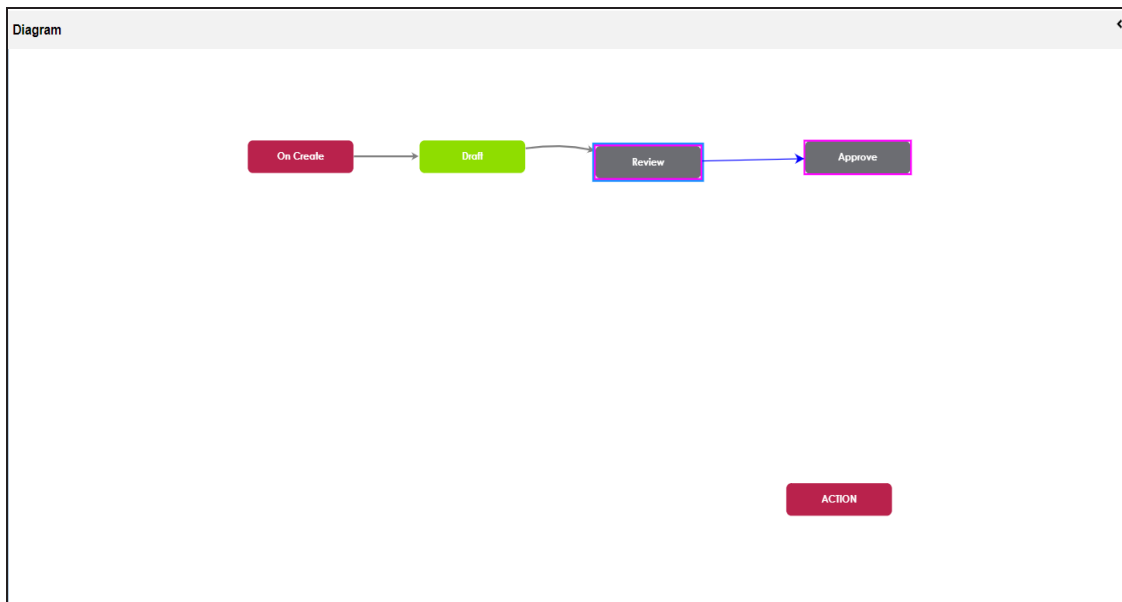 Diagram
On Create
Draft
Review
Approve
ACTION